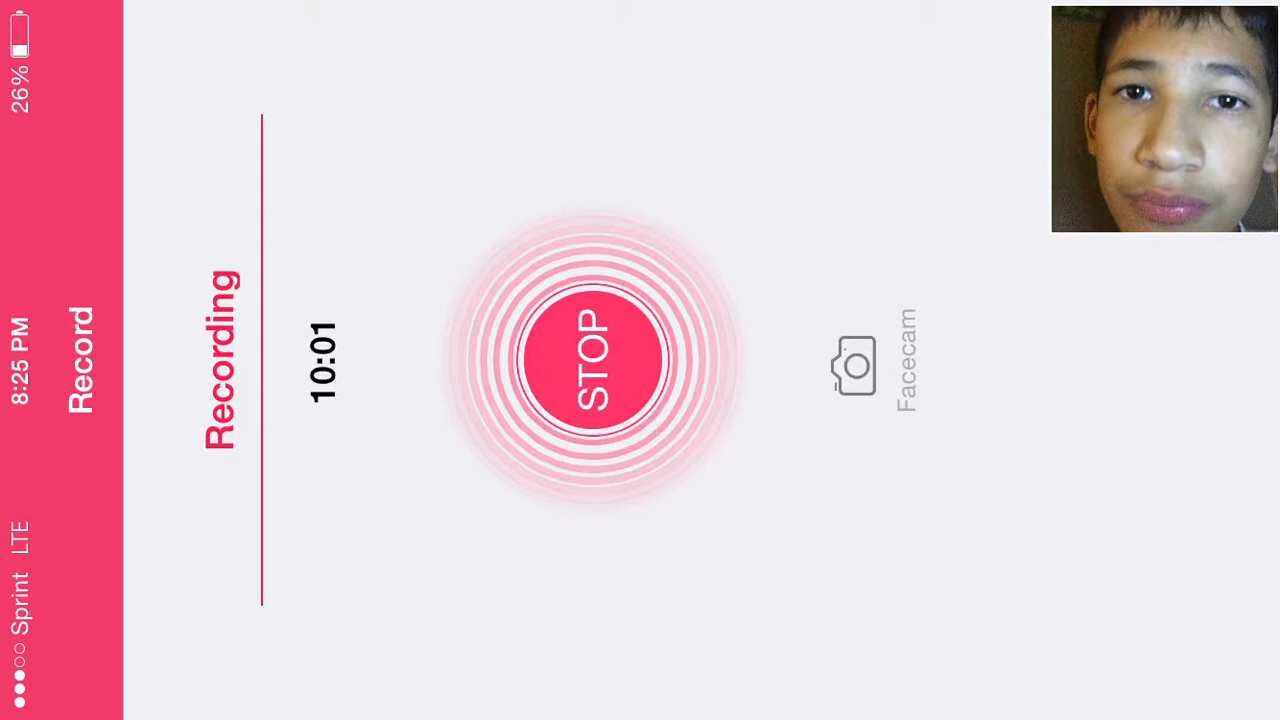 ●●●○○ Sprint LTE 8:25 PM 26%
Record
Recording
10:01
STOP
Facecam